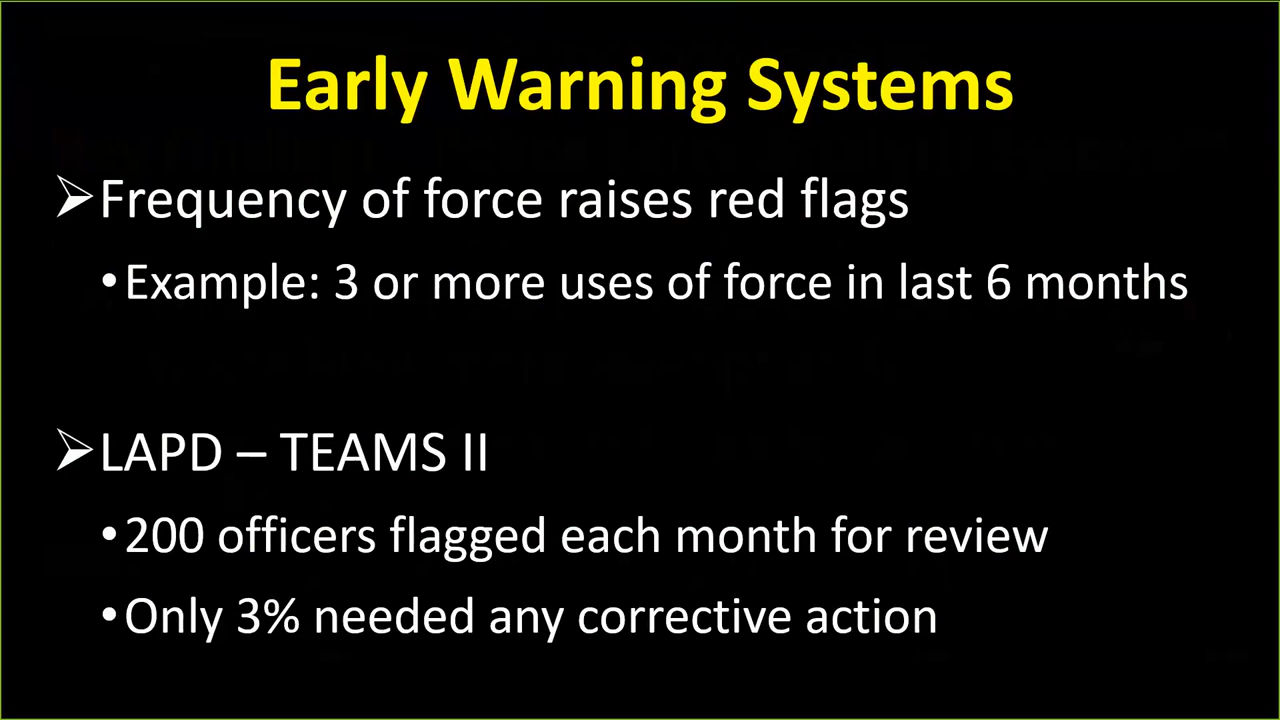 Early Warning Systems
➢Frequency of force raises red flags
•Example: 3 or more uses of force in last 6 months
➢LAPD – TEAMS II
•200 officers flagged each month for review
•Only 3% needed any corrective action